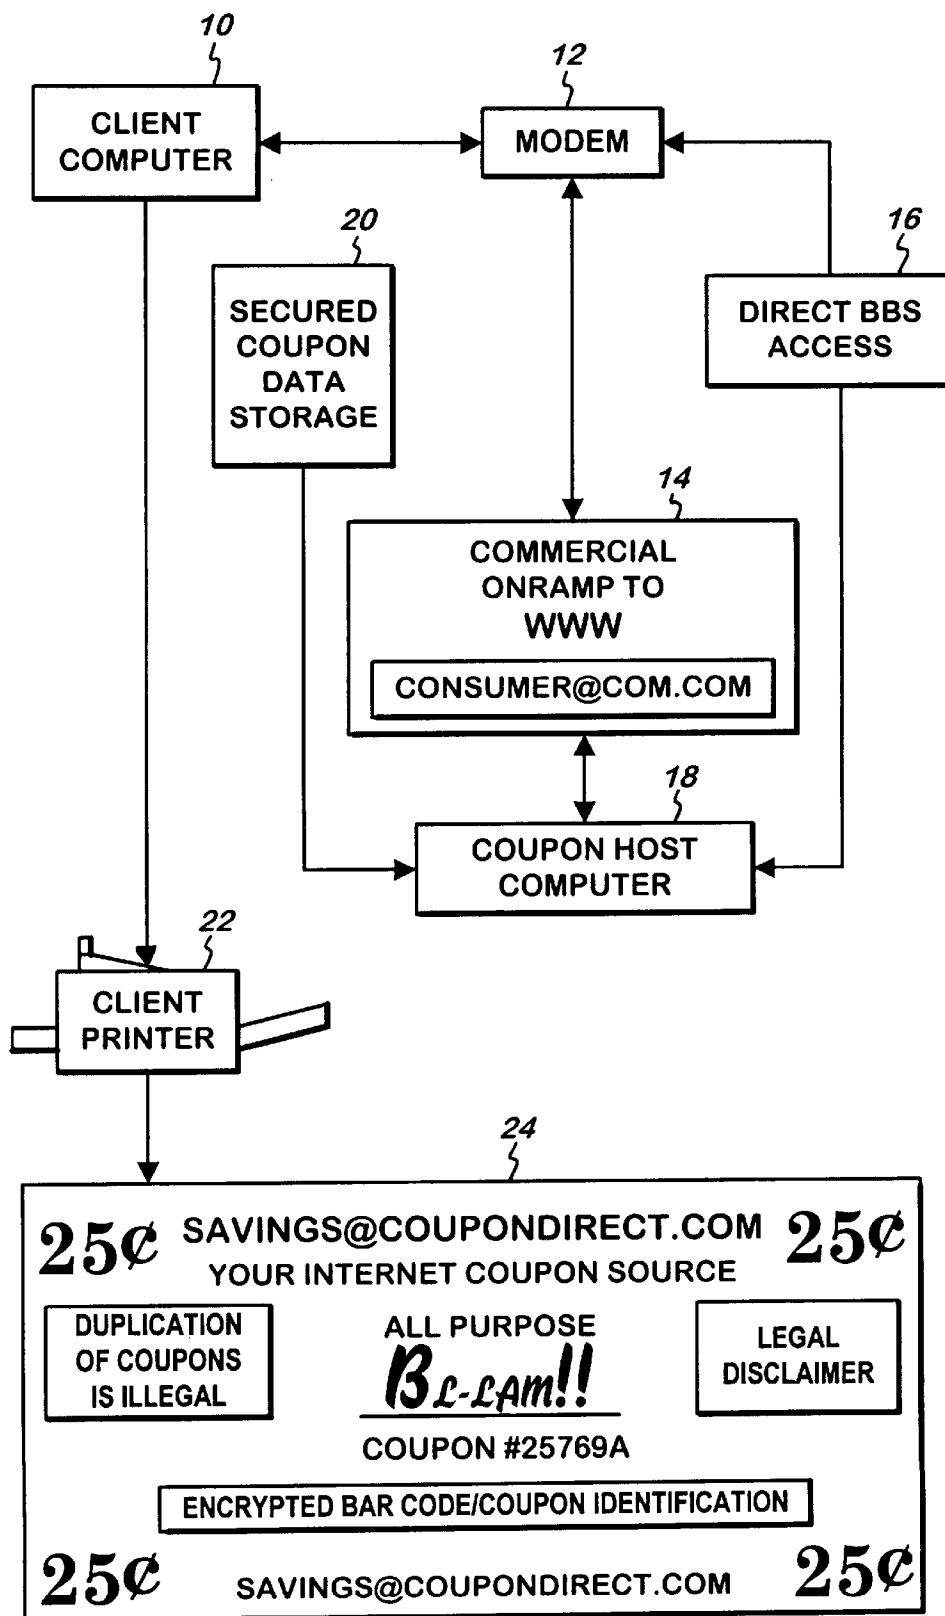 10
CLIENT
COMPUTER
12
MODEM
20
SECURED
COUPON
DATA
STORAGE
16
DIRECT BBS
ACCESS
14
COMMERCIAL
ONRAMP TO
WWW
CONSUMER@COM.COM
18
COUPON HOST
COMPUTER
22
CLIENT
PRINTER
24
25¢ SAVINGS@COUPONDIRECT.COM 25¢
YOUR INTERNET COUPON SOURCE
DUPLICATION
OF COUPONS
IS ILLEGAL
ALL PURPOSE
BL-LAM!!
COUPON #25769A
LEGAL
DISCLAIMER
ENCRYPTED BAR CODE/COUPON IDENTIFICATION
25¢ SAVINGS@COUPONDIRECT.COM 25¢